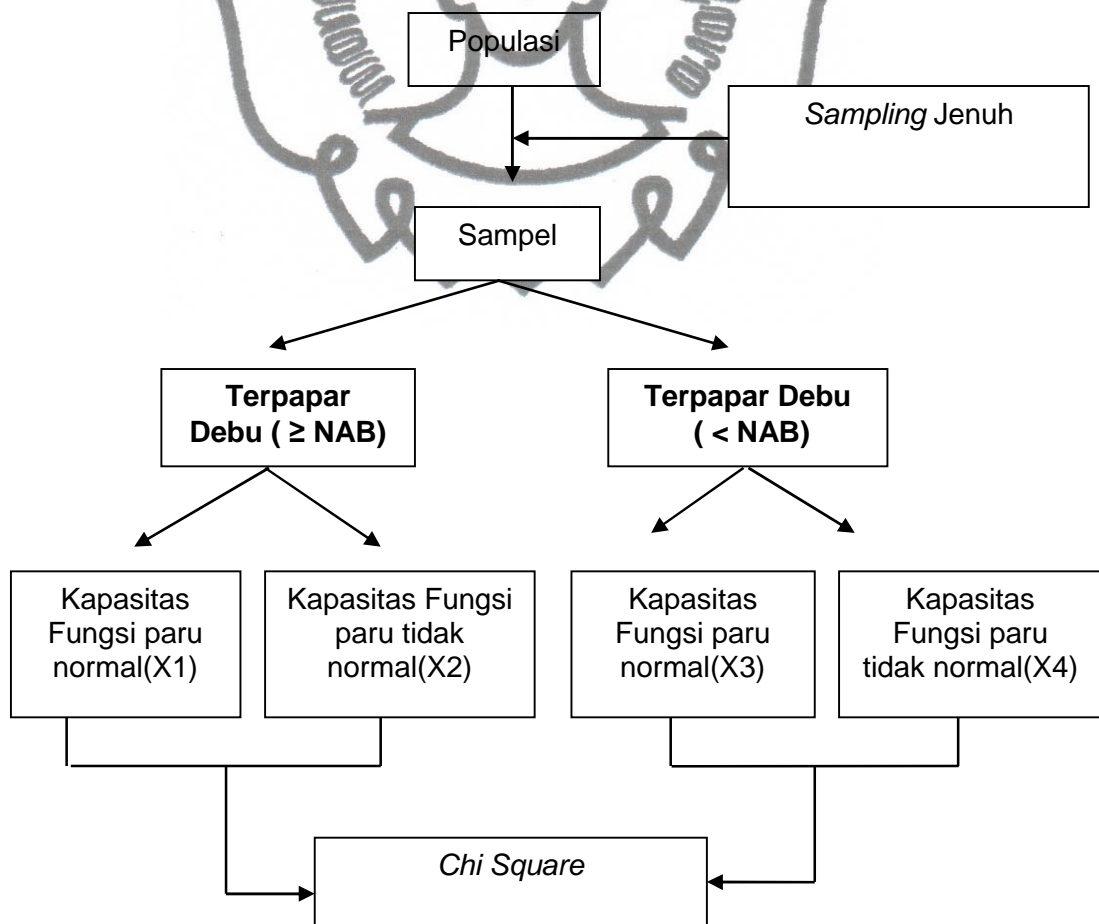 Populasi
Sampling Jenuh
Sampel
Terpapar
Debu ( ≥ NAB)
Terpapar Debu
( < NAB)
Kapasitas
Fungsi paru
normal(X1)
Kapasitas Fungsi
paru tidak
normal(X2)
Kapasitas
Fungsi paru
normal(X3)
Kapasitas
Fungsi paru
tidak normal(X4)
Chi Square